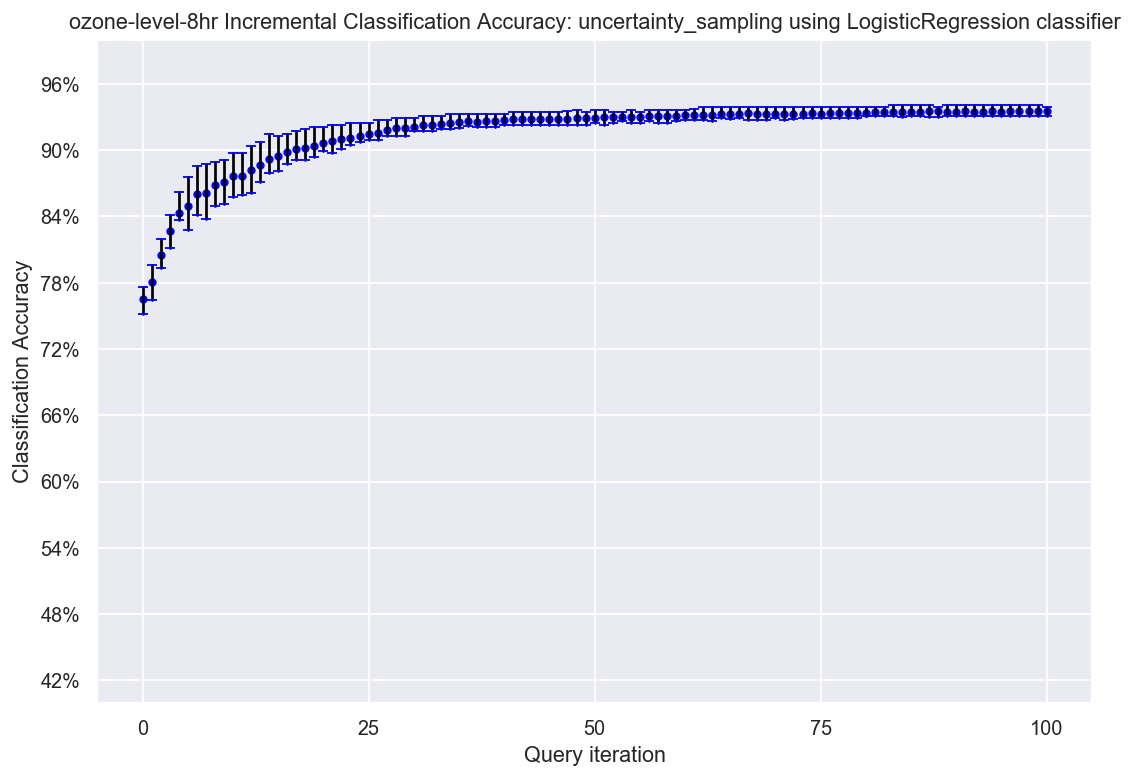 ozone-level-8hr Incremental Classification Accuracy: uncertainty_sampling using LogisticRegression classifier
96%
90%
84%
78%
72%
66%
60%
54%
48%
42%
Classification Accuracy
0 25 50 75 100
Query iteration